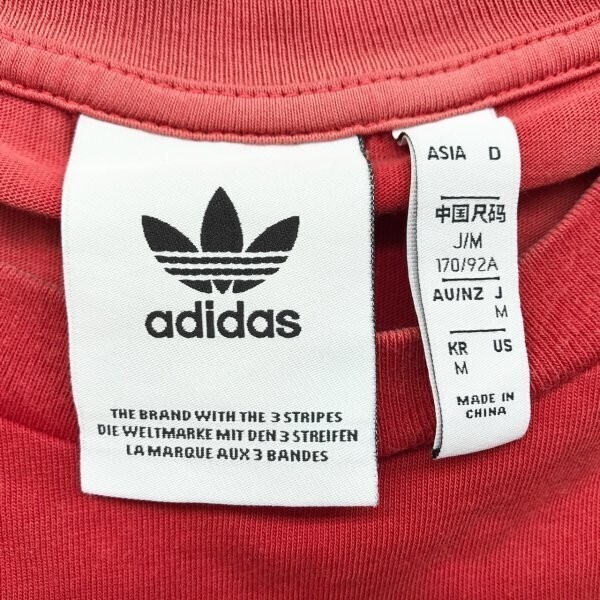 adidas
THE BRAND WITH THE 3 STRIPES
DIE WELTMARKE MIT DEN 3 STREIFEN
LA MARQUE AUX 3 BANDES
ASIA D
中国尺码
J/M
170/92A
AU/NZ J
M
KR US
M
MADE IN
CHINA